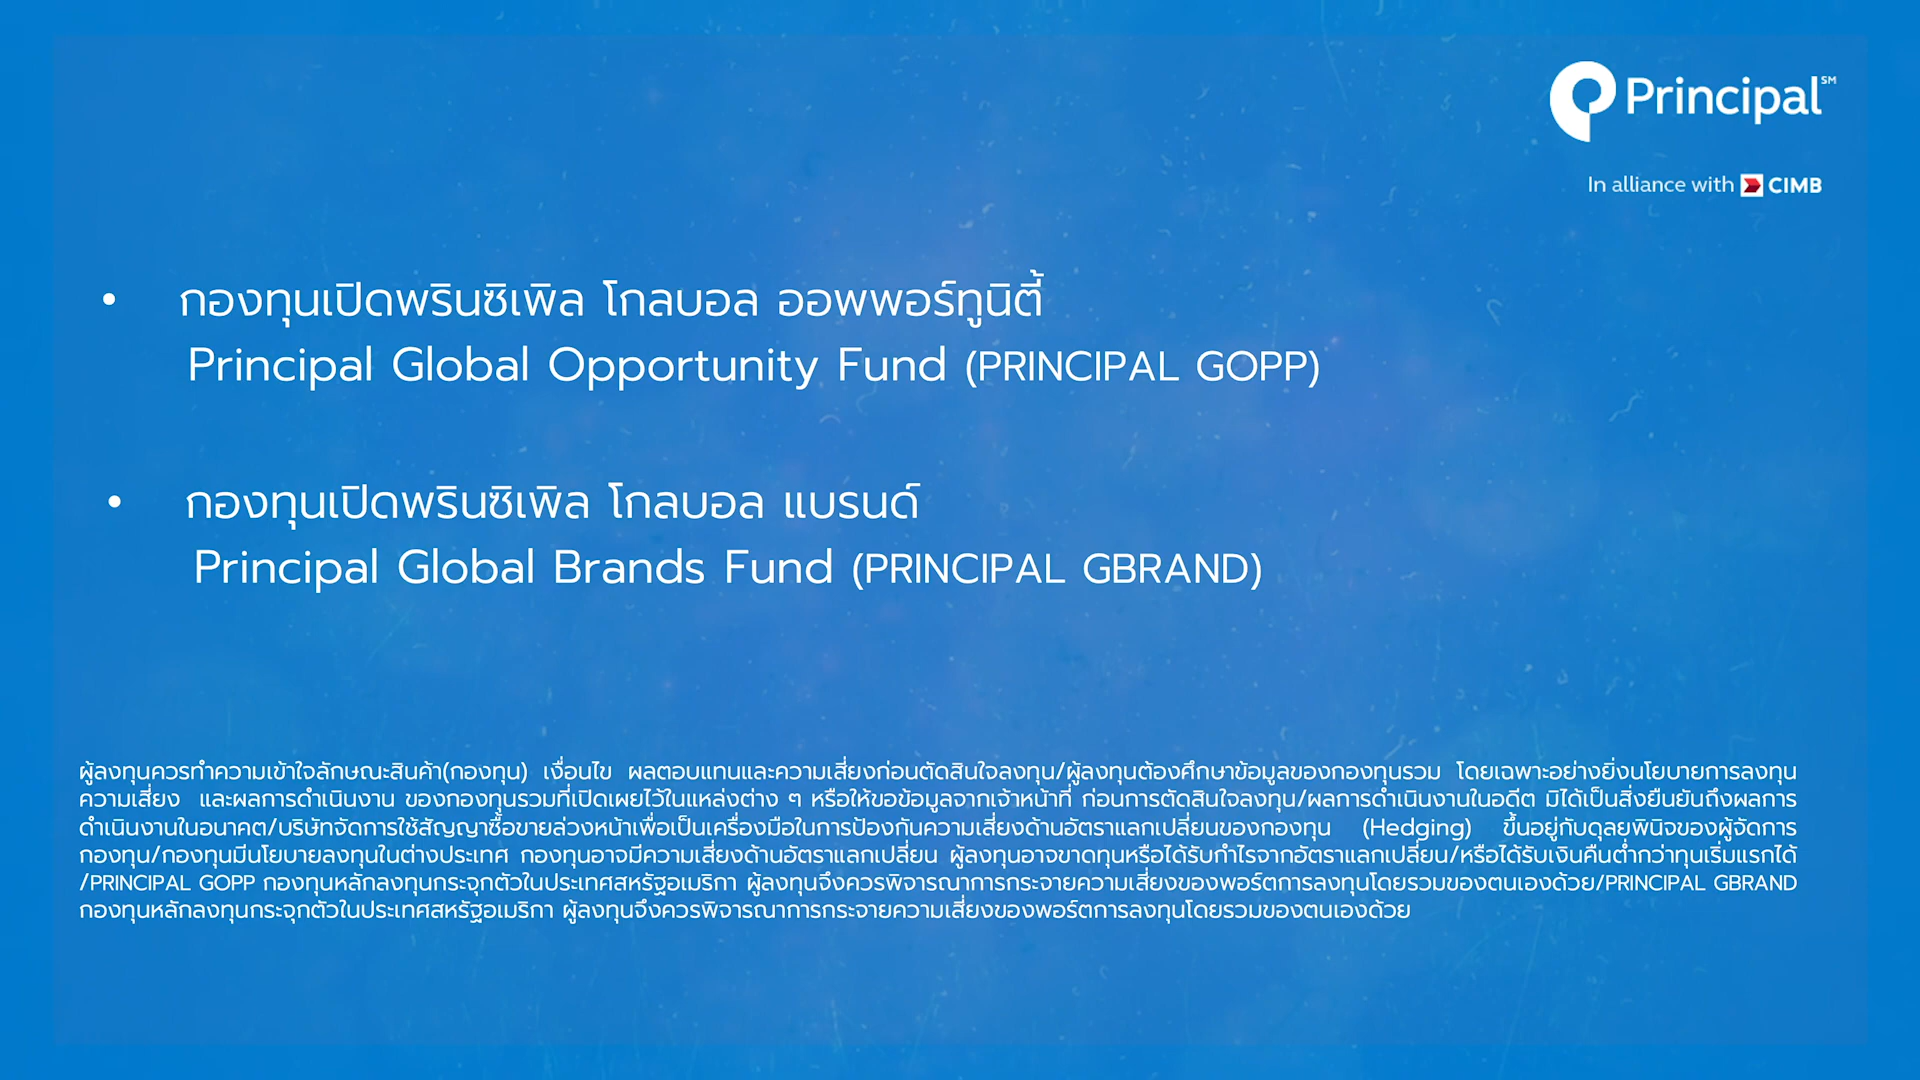 Principal℠
In alliance with CIMB
• กองทุนเปิดพรินซิเพิล โกลบอล ออพพอร์ทูนิตี้
Principal Global Opportunity Fund (PRINCIPAL GOPP)
• กองทุนเปิดพรินซิเพิล โกลบอล แบรนด์
Principal Global Brands Fund (PRINCIPAL GBRAND)
ผู้ลงทุนควรทำความเข้าใจลักษณะสินค้า(กองทุน) เงื่อนไข ผลตอบแทนและความเสี่ยงก่อนตัดสินใจลงทุน/ผู้ลงทุนต้องศึกษาข้อมูลของกองทุนรวม โดยเฉพาะอย่างยิ่งนโยบายการลงทุน
ความเสี่ยง และผลการดำเนินงาน ของกองทุนรวมที่เปิดเผยไว้ในแหล่งต่าง ๆ หรือให้ขอข้อมูลจากเจ้าหน้าที่ ก่อนการตัดสินใจลงทุน/ผลการดำเนินงานในอดีต มิได้เป็นสิ่งยืนยันถึงผลการ
ดำเนินงานในอนาคต/บริษัทจัดการใช้สัญญาซื้อขายล่วงหน้าเพื่อเป็นเครื่องมือในการป้องกันความเสี่ยงด้านอัตราแลกเปลี่ยนของกองทุน (Hedging) ขึ้นอยู่กับดุลยพินิจของผู้จัดการ
กองทุน/กองทุนมีนโยบายลงทุนในต่างประเทศ กองทุนอาจมีความเสี่ยงด้านอัตราแลกเปลี่ยน ผู้ลงทุนอาจขาดทุนหรือได้รับกำไรจากอัตราแลกเปลี่ยน/หรือได้รับเงินคืนต่ำกว่าทุนเริ่มแรกได้
/PRINCIPAL GOPP กองทุนหลักลงทุนกระจุกตัวในประเทศสหรัฐอเมริกา ผู้ลงทุนจึงควรพิจารณาการกระจายความเสี่ยงของพอร์ตการลงทุนโดยรวมของตนเองด้วย/PRINCIPAL GBRAND
กองทุนหลักลงทุนกระจุกตัวในประเทศสหรัฐอเมริกา ผู้ลงทุนจึงควรพิจารณาการกระจายความเสี่ยงของพอร์ตการลงทุนโดยรวมของตนเองด้วย